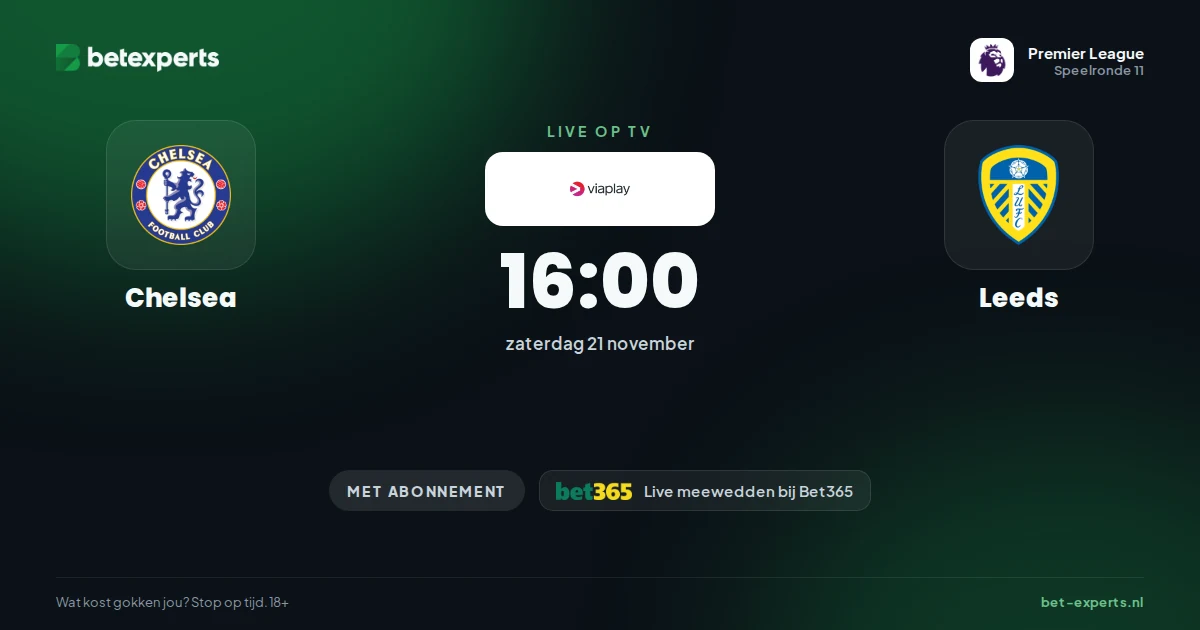 betexperts
Premier League
Speelronde 11
LIVE OP TV
CHELSEA
FOOTBALL CLUB
viaplay
LUFC
16:00
Chelsea
Leeds
zaterdag 21 november
MET ABONNEMENT
bet365 Live meewedden bij Bet365
Wat kost gokken jou? Stop op tijd. 18+
bet-experts.nl